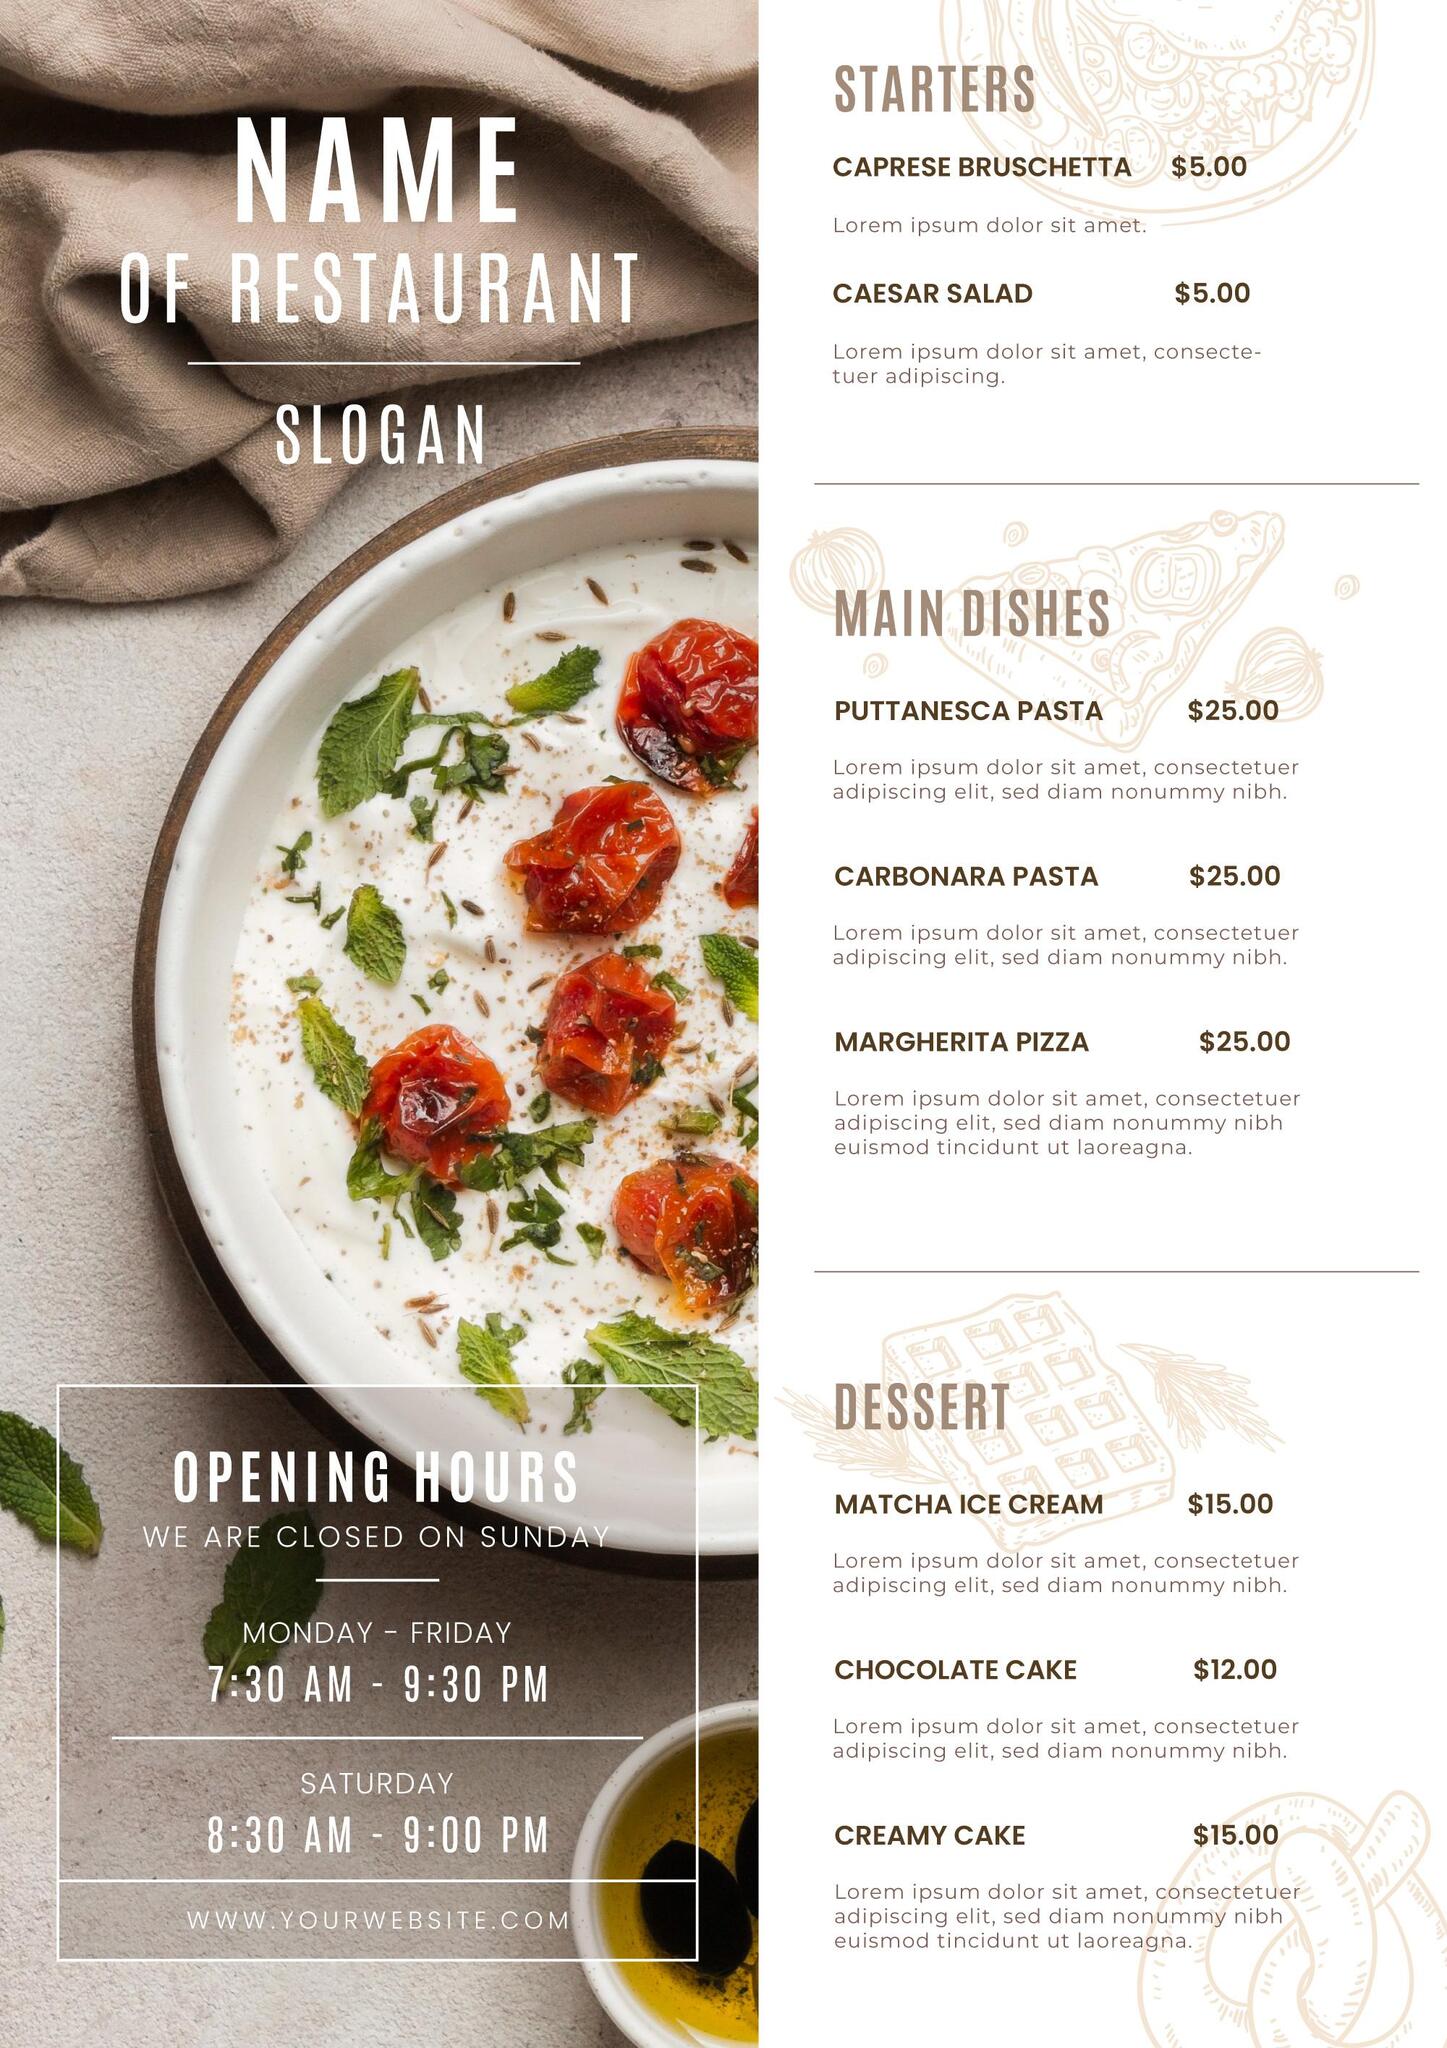 NAME
OF RESTAURANT
SLOGAN
OPENING HOURS
WE ARE CLOSED ON SUNDAY
MONDAY - FRIDAY
7:30 AM - 9:30 PM
SATURDAY
8:30 AM - 9:00 PM
WWW.YOURWEBSITE.COM
STARTERS
CAPRESE BRUSCHETTA $5.00
Lorem ipsum dolor sit amet.
CAESAR SALAD $5.00
Lorem ipsum dolor sit amet, consecte-
tuer adipiscing.
MAIN DISHES
PUTTANESCA PASTA $25.00
Lorem ipsum dolor sit amet, consectetuer
adipiscing elit, sed diam nonummy nibh.
CARBONARA PASTA $25.00
Lorem ipsum dolor sit amet, consectetuer
adipiscing elit, sed diam nonummy nibh.
MARGHERITA PIZZA $25.00
Lorem ipsum dolor sit amet, consectetuer
adipiscing elit, sed diam nonummy nibh
euismod tincidunt ut laoreagna.
DESSERT
MATCHA ICE CREAM $15.00
Lorem ipsum dolor sit amet, consectetuer
adipiscing elit, sed diam nonummy nibh.
CHOCOLATE CAKE $12.00
Lorem ipsum dolor sit amet, consectetuer
adipiscing elit, sed diam nonummy nibh.
CREAMY CAKE $15.00
Lorem ipsum dolor sit amet, consectetuer
adipiscing elit, sed diam nonummy nibh
euismod tincidunt ut laoreagna.